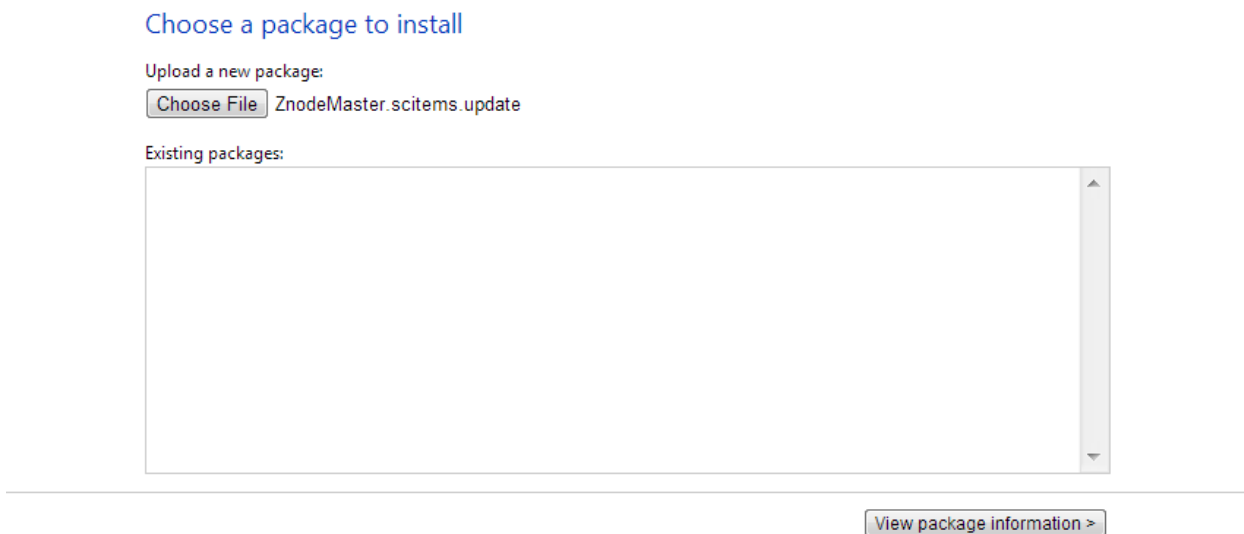 Choose a package to install
Upload a new package:
Choose File ZnodeMaster.scitems.update
Existing packages:
View package information >